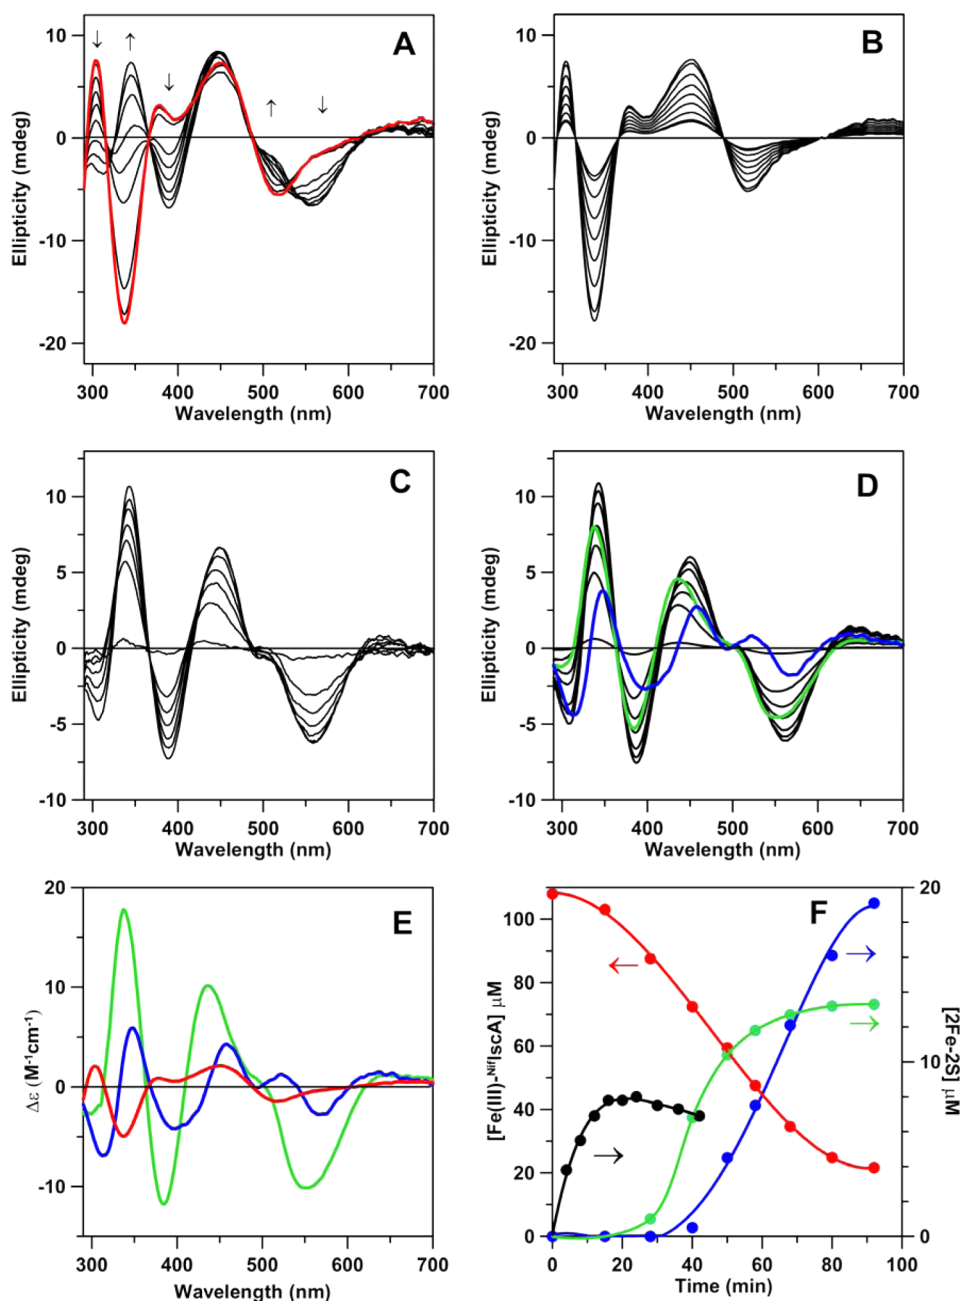 A
B
10
0
-10
-20
Ellipticity (mdeg)
300 400 500 600 700
Wavelength (nm)
10
0
-10
-20
Ellipticity (mdeg)
300 400 500 600 700
Wavelength (nm)
C
D
10
5
0
-5
-10
Ellipticity (mdeg)
300 400 500 600 700
Wavelength (nm)
10
5
0
-5
-10
Ellipticity (mdeg)
300 400 500 600 700
Wavelength (nm)
E
F
20
10
0
-10
Δε (M⁻¹cm⁻¹)
300 400 500 600 700
Wavelength (nm)
100
80
60
40
20
0
[Fe(III)-ᴺⁱᶠIscA] μM
20
10
0
[2Fe-2S] μM
0 20 40 60 80 100
Time (min)